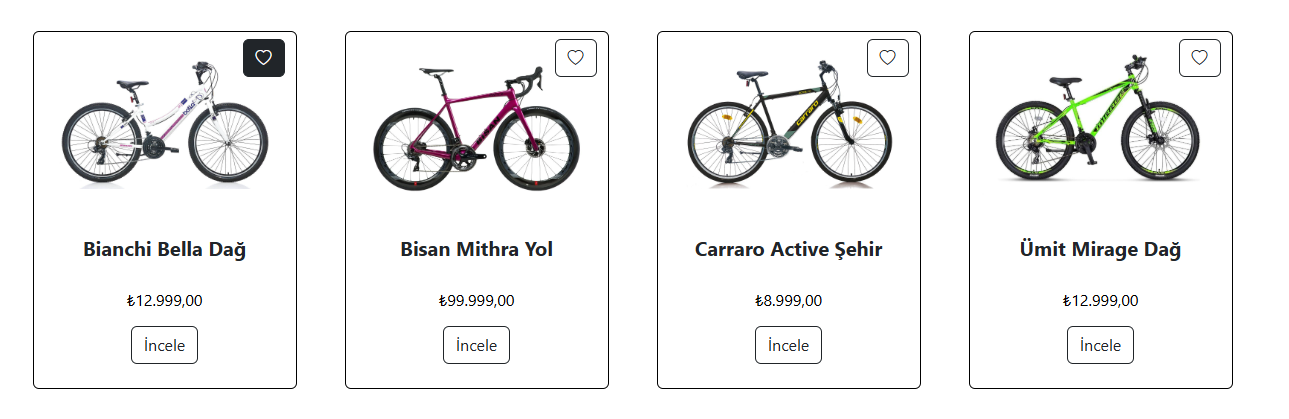 Bianchi Bella Dağ
₺12.999,00
İncele
Bisan Mithra Yol
₺99.999,00
İncele
carraro
Carraro Active Şehir
₺8.999,00
İncele
Ümit Mirage Dağ
₺12.999,00
İncele